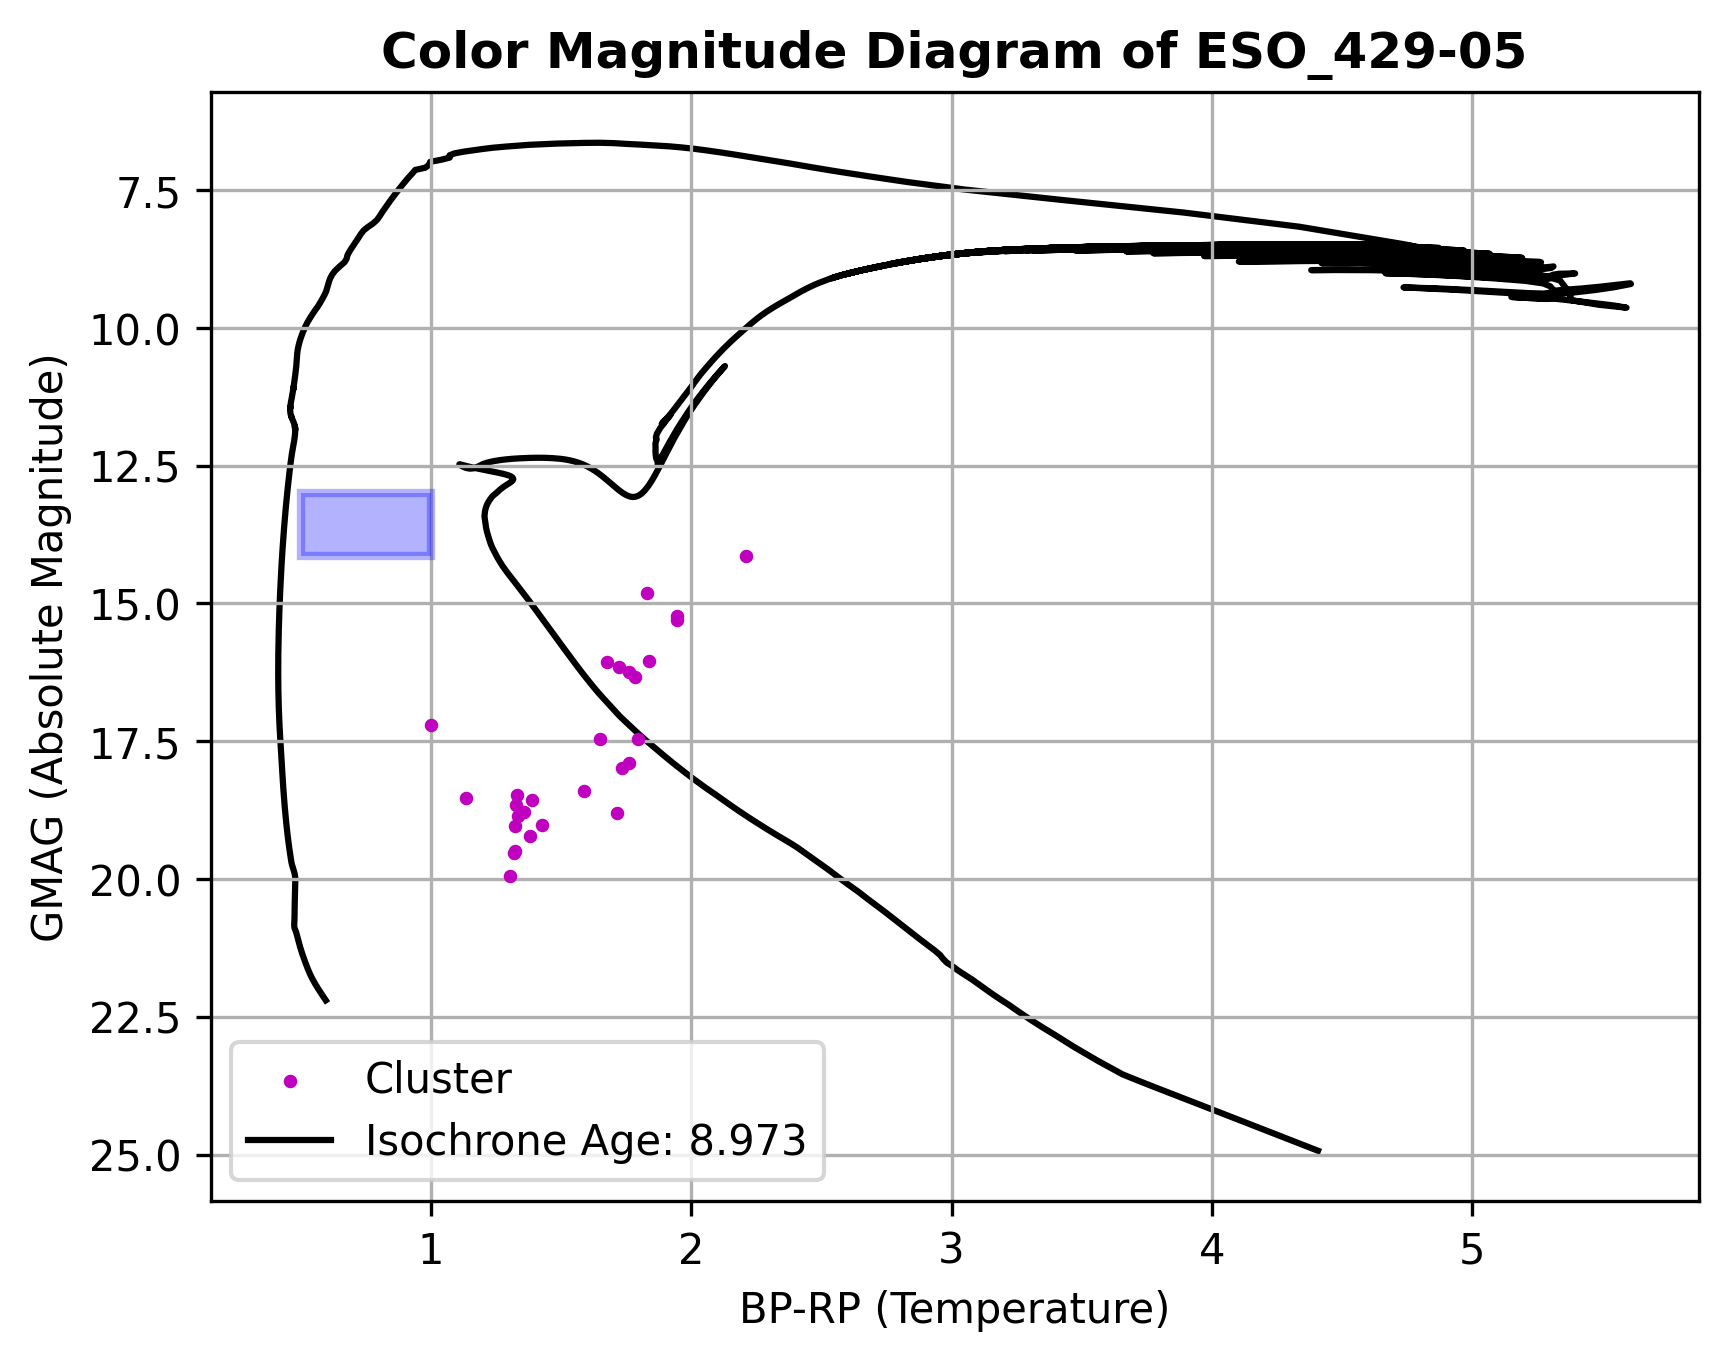 Color Magnitude Diagram of ESO_429-05
GMAG (Absolute Magnitude)
7.5
10.0
12.5
15.0
17.5
20.0
22.5
25.0
Cluster
Isochrone Age: 8.973
1 2 3 4 5
BP-RP (Temperature)